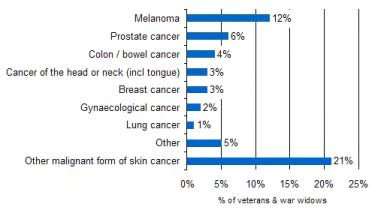 Melanoma 12%
Prostate cancer 6%
Colon / bowel cancer 4%
Cancer of the head or neck (incl tongue) 3%
Breast cancer 3%
Gynaecological cancer 2%
Lung cancer 1%
Other 5%
Other malignant form of skin cancer 21%
0% 5% 10% 15% 20% 25%
% of veterans & war widows